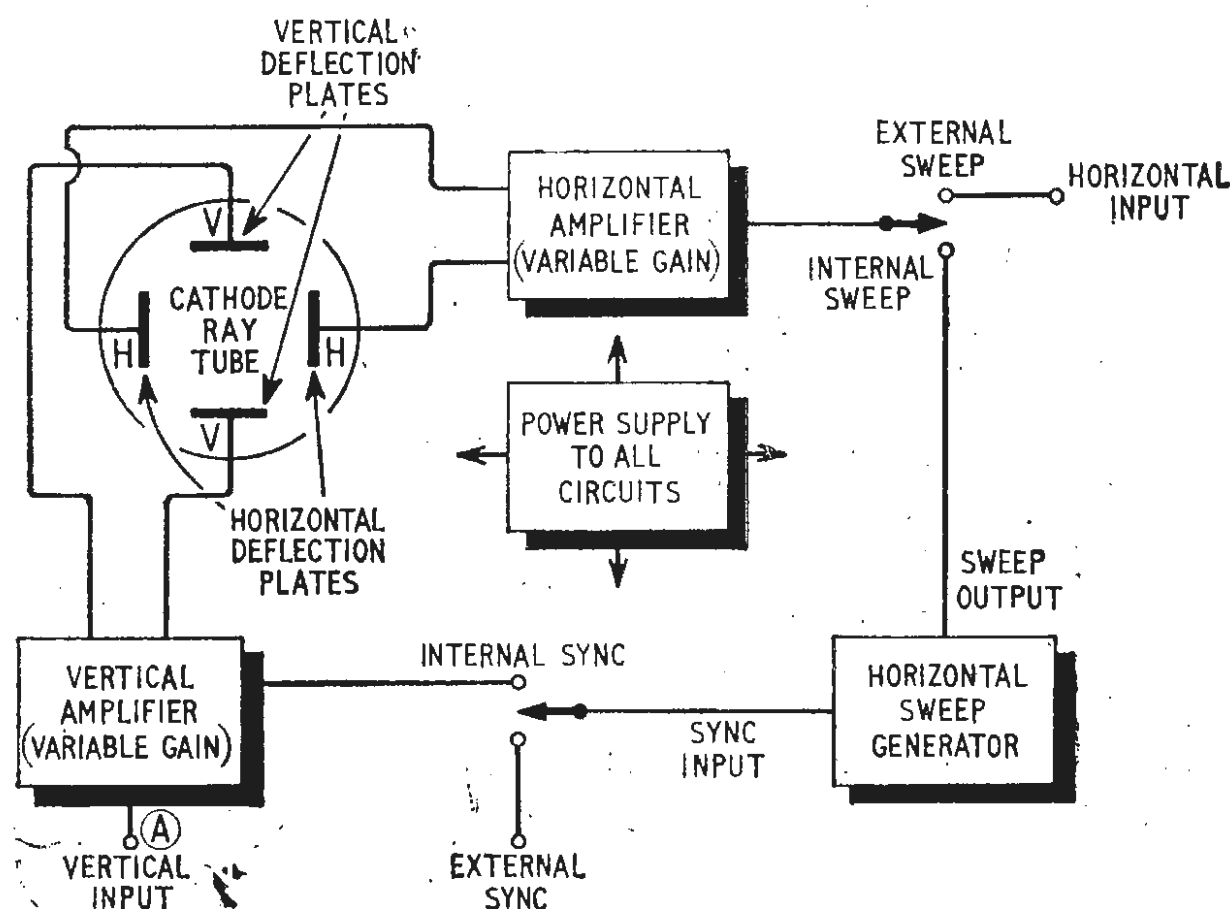 VERTICAL
DEFLECTION
PLATES
EXTERNAL
SWEEP
HORIZONTAL
INPUT
HORIZONTAL
AMPLIFIER
(VARIABLE GAIN)
INTERNAL
SWEEP
V
CATHODE
RAY
TUBE
H
H
V
POWER SUPPLY
TO ALL
CIRCUITS
HORIZONTAL
DEFLECTION
PLATES
SWEEP
OUTPUT
VERTICAL
AMPLIFIER
(VARIABLE GAIN)
INTERNAL SYNC
SYNC
INPUT
HORIZONTAL
SWEEP
GENERATOR
A
VERTICAL
INPUT
EXTERNAL
SYNC